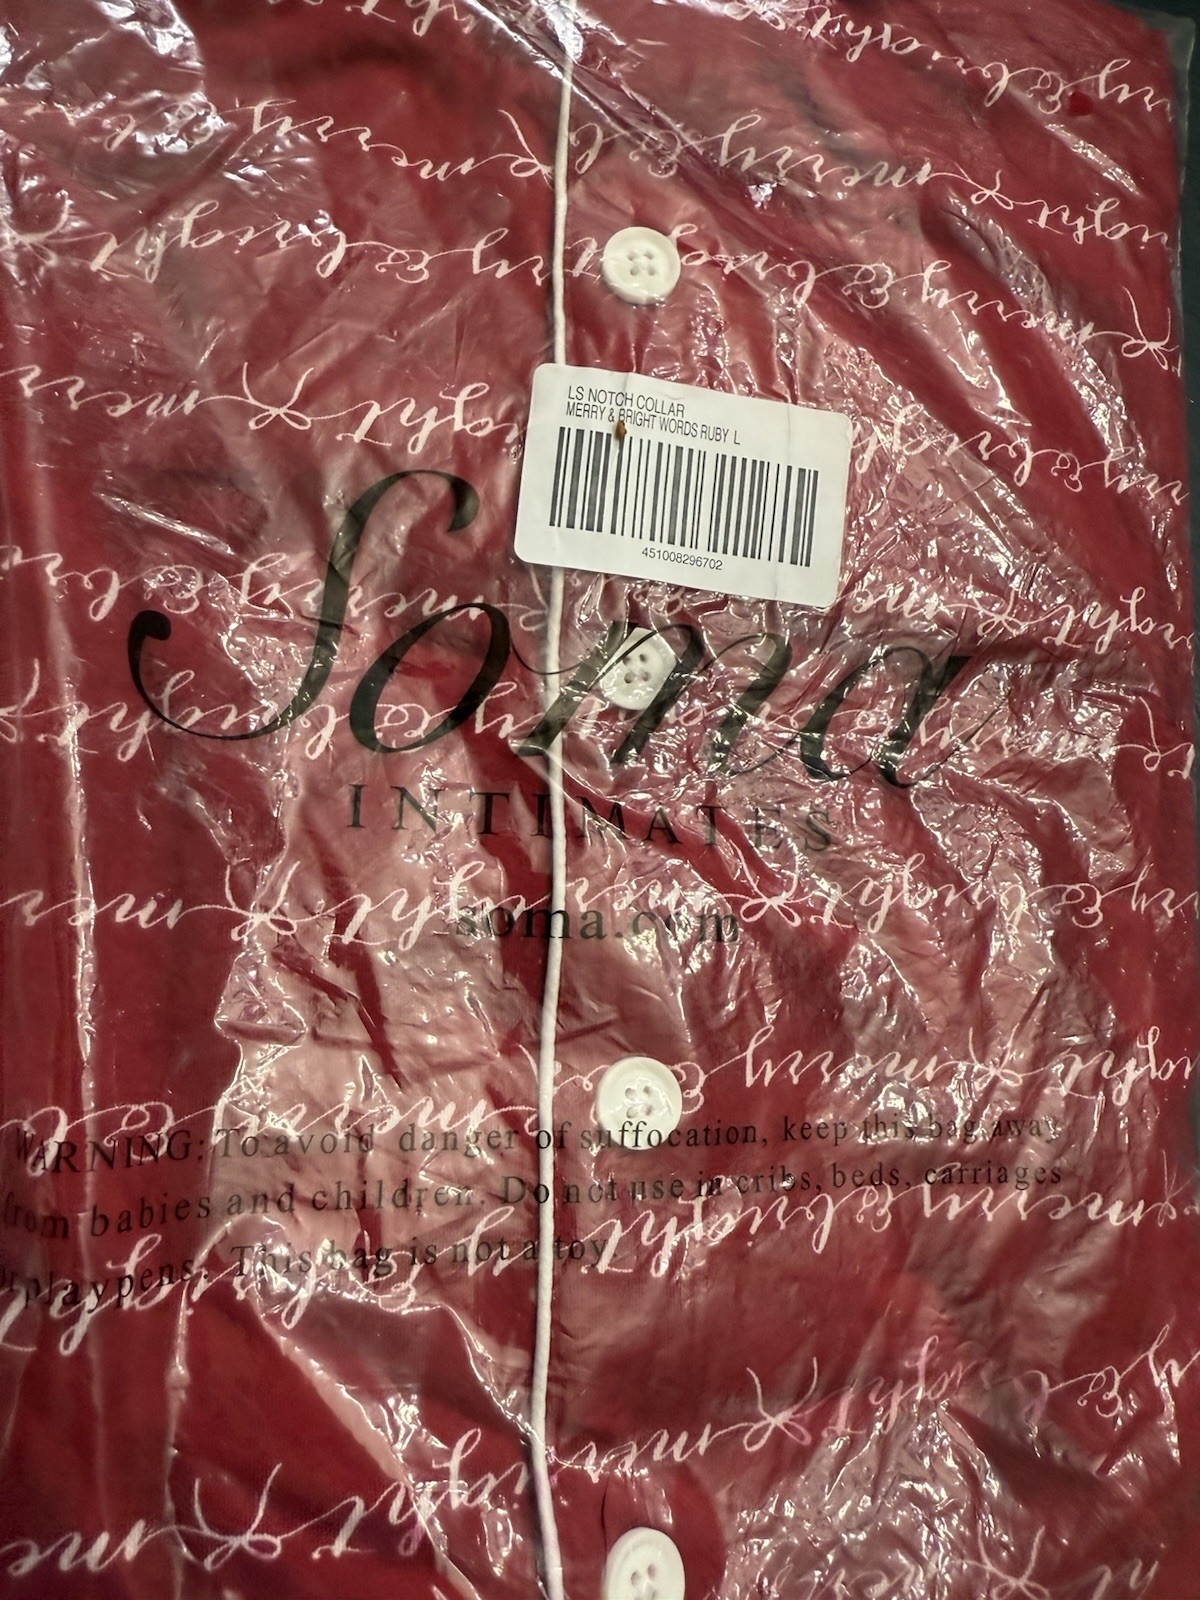 LS NOTCH COLLAR
MERRY & BRIGHT WORDS RUBY L
451008296702
Soma
INTIMATES
soma.com
WARNING: To avoid danger of suffocation, keep this bag away
from babies and children. Do not use in cribs, beds, carriages
or playpens. This bag is not a toy.
merry & bright